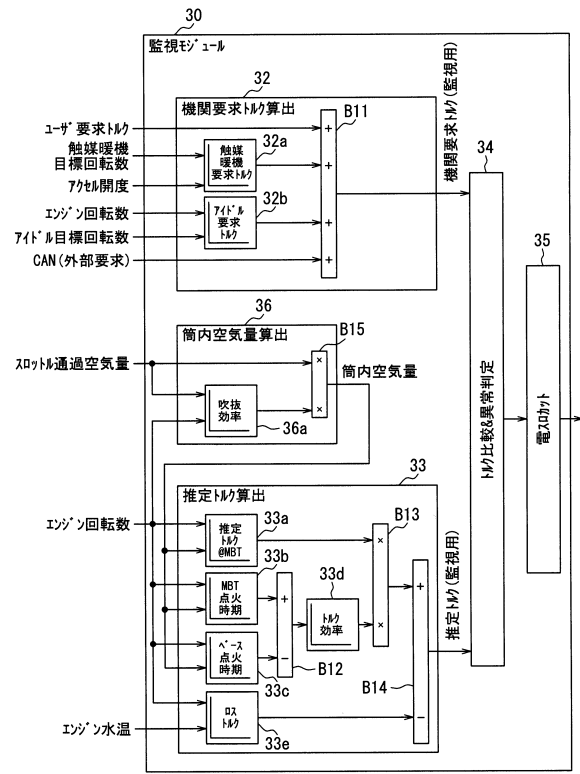 30
監視ﾓｼﾞｭｰﾙ
32
機関要求ﾄﾙｸ算出
B11
ﾕｰｻﾞ要求ﾄﾙｸ
+
触媒暖機
目標回転数
触媒
暖機
要求ﾄﾙｸ
32a
+
ｱｸｾﾙ開度
ｴﾝｼﾞﾝ回転数
ｱｲﾄﾞﾙ
要求
ﾄﾙｸ
32b
+
ｱｲﾄﾞﾙ目標回転数
CAN(外部要求)
+
機関要求ﾄﾙｸ(監視用)
34
ﾄﾙｸ比較&異常判定
35
電ｽﾛｶｯﾄ
36
筒内空気量算出
B15
ｽﾛｯﾄﾙ通過空気量
×
筒内空気量
吹抜
効率
×
36a
33
推定ﾄﾙｸ算出
B13
ｴﾝｼﾞﾝ回転数
推定
ﾄﾙｸ
@MBT
33a
×
MBT
点火
時期
33b
+
33d
ﾄﾙｸ
効率
×
+
ﾍﾞｰｽ
点火
時期
33c
-
B12
B14
ﾛｽ
ﾄﾙｸ
33e
-
ｴﾝｼﾞﾝ水温
推定ﾄﾙｸ(監視用)